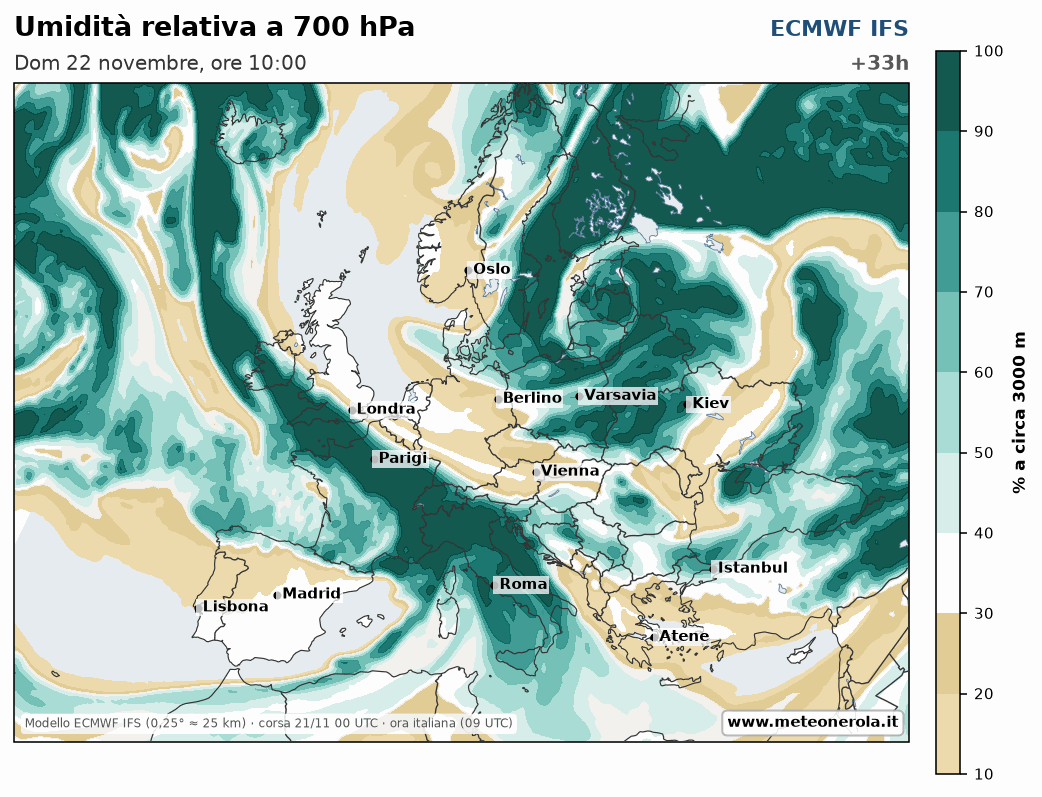 Umidità relativa a 700 hPa
ECMWF IFS
Dom 22 novembre, ore 10:00
+33h
100
90
80
70
60
50
40
30
20
10
% a circa 3000 m
Oslo
Berlino
Varsavia
Kiev
Londra
Parigi
Vienna
Istanbul
Roma
Madrid
Lisbona
Atene
Modello ECMWF IFS (0,25° ≈ 25 km) · corsa 21/11 00 UTC · ora italiana (09 UTC)
www.meteonerola.it